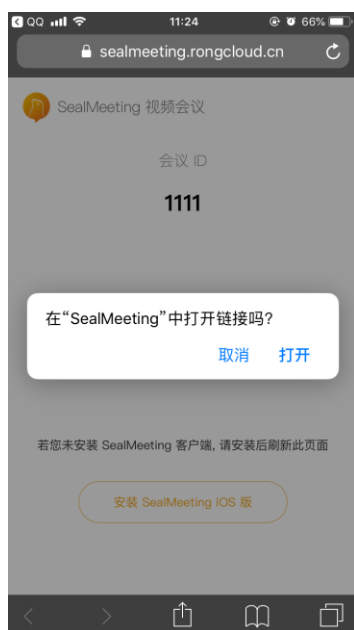 QQ 11:24 66%
sealmeeting.rongcloud.cn
SealMeeting 视频会议
会议 ID
1111
在“SealMeeting”中打开链接吗?
取消 打开
若您未安装 SealMeeting 客户端, 请安装后刷新此页面
安装 SealMeeting iOS 版